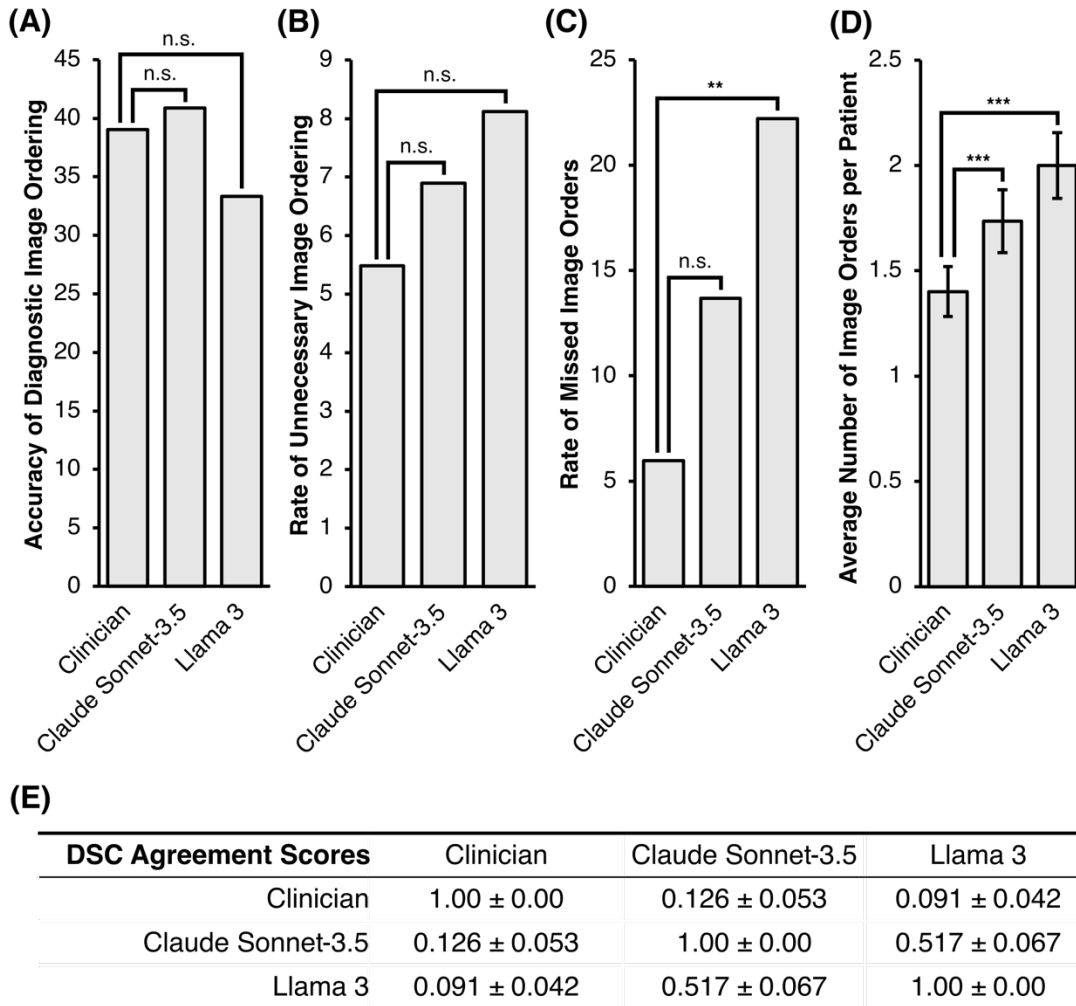 (A)
Accuracy of Diagnostic Image Ordering
45
40
35
30
25
20
15
10
5
0
n.s.
n.s.
Clinician
Claude Sonnet-3.5
Llama 3
(B)
Rate of Unnecessary Image Ordering
9
8
7
6
5
4
3
2
1
0
n.s.
n.s.
Clinician
Claude Sonnet-3.5
Llama 3
(C)
Rate of Missed Image Orders
25
20
15
10
5
0
**
n.s.
Clinician
Claude Sonnet-3.5
Llama 3
(D)
Average Number of Image Orders per Patient
2.5
2
1.5
1
0.5
0
***
***
Clinician
Claude Sonnet-3.5
Llama 3
(E)
DSC Agreement Scores Clinician Claude Sonnet-3.5 Llama 3
Clinician 1.00 ± 0.00 0.126 ± 0.053 0.091 ± 0.042
Claude Sonnet-3.5 0.126 ± 0.053 1.00 ± 0.00 0.517 ± 0.067
Llama 3 0.091 ± 0.042 0.517 ± 0.067 1.00 ± 0.00